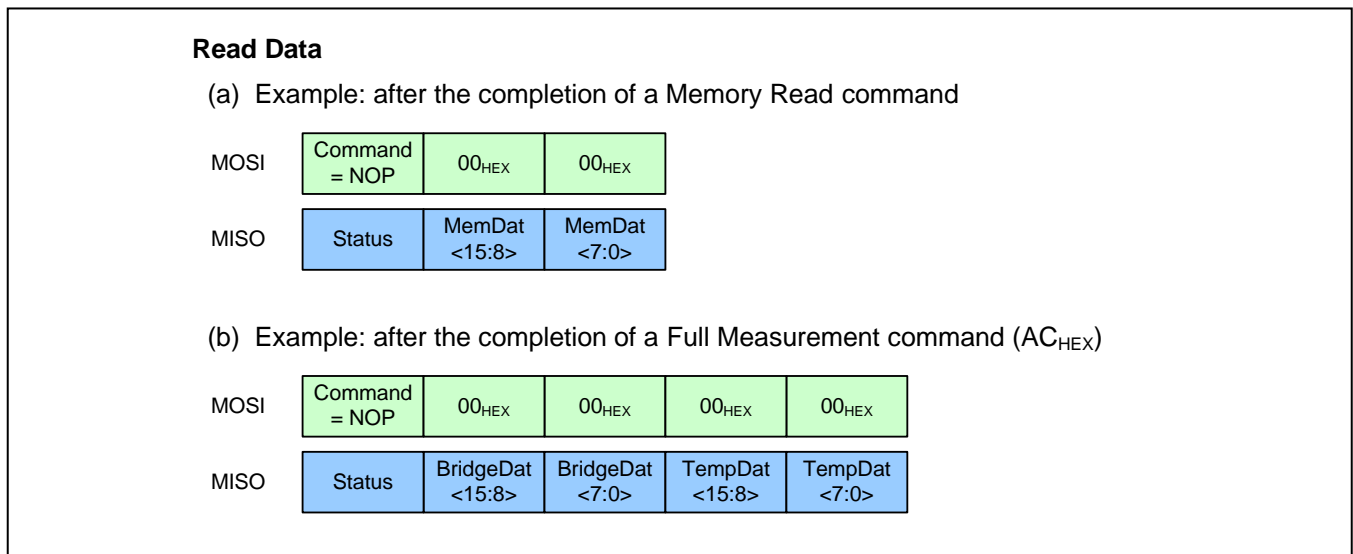 Read Data
(a) Example: after the completion of a Memory Read command
MOSI
Command
= NOP
00HEX
00HEX
MISO
Status
MemDat
<15:8>
MemDat
<7:0>
(b) Example: after the completion of a Full Measurement command (ACHEX)
MOSI
Command
= NOP
00HEX
00HEX
00HEX
00HEX
MISO
Status
BridgeDat
<15:8>
BridgeDat
<7:0>
TempDat
<15:8>
TempDat
<7:0>